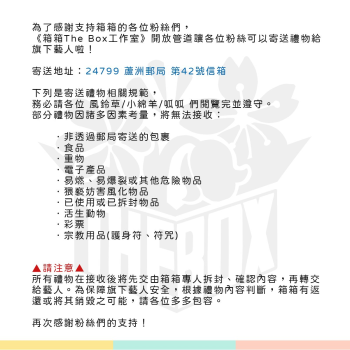 為了感謝支持箱箱的各位粉絲們，
《箱箱The Box工作室》開放管道讓各位粉絲可以寄送禮物給
旗下藝人啦！
寄送地址：24799 蘆洲郵局 第42號信箱
下列是寄送禮物相關規範，
務必請各位 風鈴草/小綿羊/呱呱 們閱覽完並遵守。
部分禮物因諸多因素考量，將無法接收：
．非透過郵局寄送的包裹
．食品
．重物
．電子產品
．易燃、易爆裂或其他危險物品
．猥褻妨害風化物品
．已使用或已拆封物品
．活生動物
．彩票
．宗教用品(護身符、符咒)
▲請注意▲
所有禮物在接收後將先交由箱箱專人拆封、確認內容，再轉交
給藝人。為保障旗下藝人安全，根據禮物內容判斷，箱箱有返
還或將其銷毀之可能，請各位多多包容。
再次感謝粉絲們的支持！